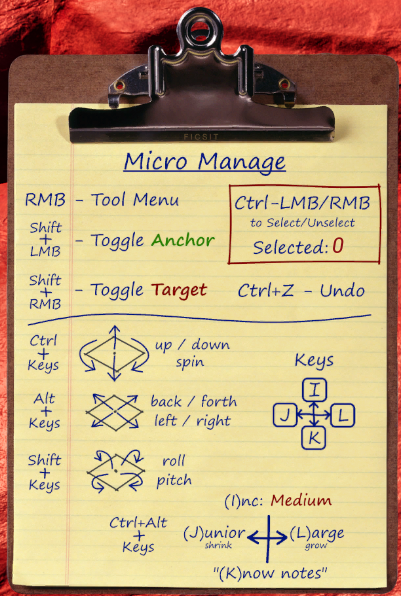 FICSIT
Micro Manage
RMB - Tool Menu
Shift + LMB - Toggle Anchor
Shift + RMB - Toggle Target
Ctrl-LMB/RMB
to Select/Unselect
Selected: 0
Ctrl+Z - Undo
Ctrl + Keys
up / down
spin
Alt + Keys
back / forth
left / right
Shift + Keys
roll
pitch
Keys
I
J L
K
(I)nc: Medium
Ctrl+Alt + Keys
(J)unior (L)arge
shrink grow
"(K)now notes"